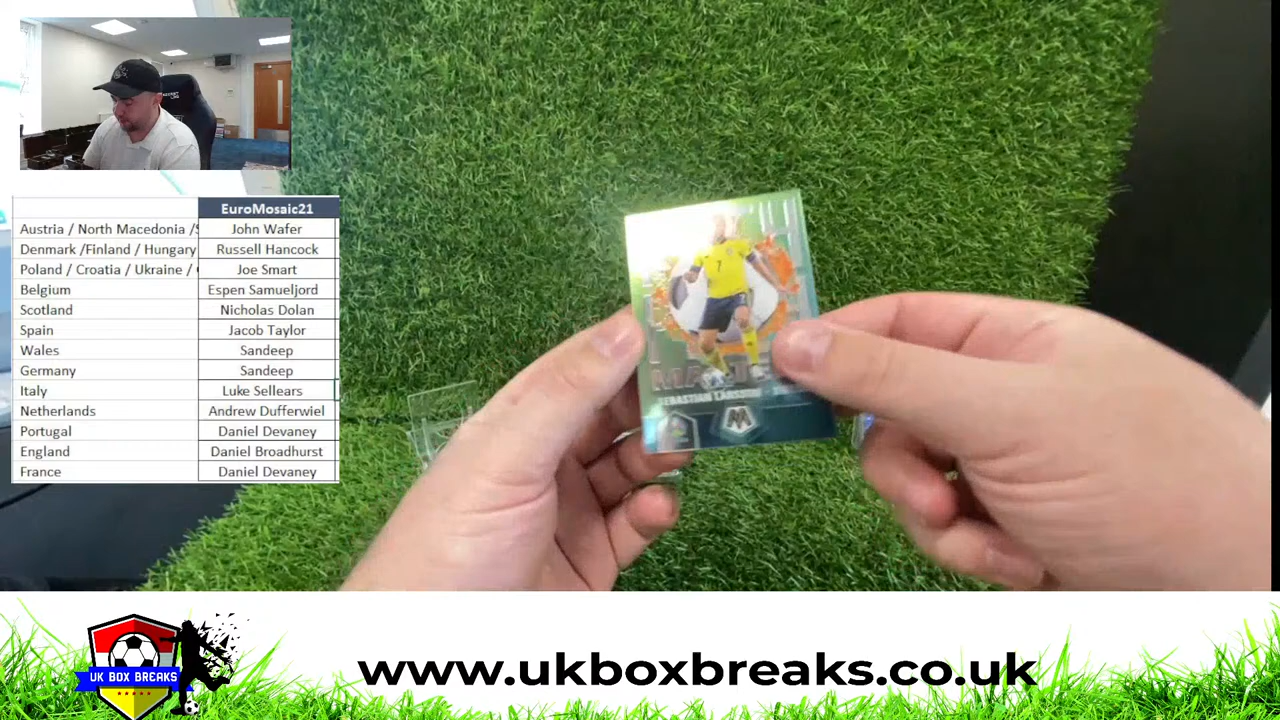 EuroMosaic21
Austria / North Macedonia / John Wafer
Denmark /Finland / Hungary Russell Hancock
Poland / Croatia / Ukraine / Joe Smart
Belgium Espen Samueljord
Scotland Nicholas Dolan
Spain Jacob Taylor
Wales Sandeep
Germany Sandeep
Italy Luke Sellears
Netherlands Andrew Dufferwiel
Portugal Daniel Devaney
England Daniel Broadhurst
France Daniel Devaney
7
SEBASTIAN LARSSON
UK BOX BREAKS
www.ukboxbreaks.co.uk